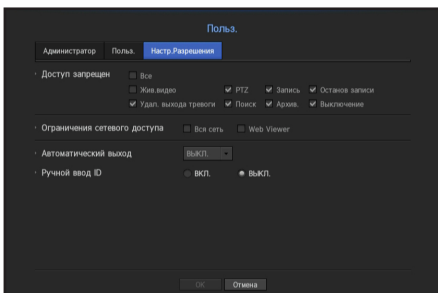 Польз.
Администратор Польз. Настр.Разрешения
· Доступ запрещен Все
Жив.видео PTZ Запись Останов записи
Удал. выхода тревоги Поиск Архив. Выключение
· Ограничения сетевого доступа Вся сеть Web Viewer
· Автоматический выход ВЫКЛ.
· Ручной ввод ID ВКЛ. ВЫКЛ.
OK Отмена